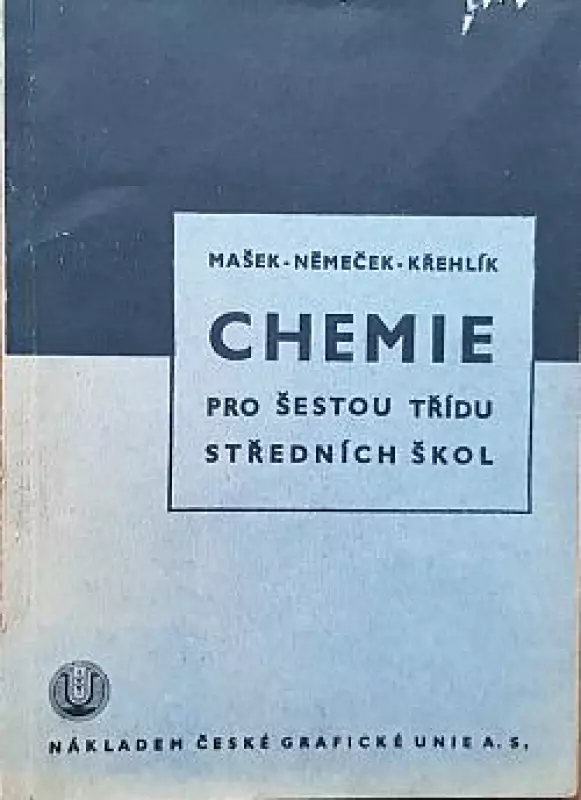 MAŠEK - NĚMEČEK - KŘEHLÍK
CHEMIE
PRO ŠESTOU TŘÍDU
STŘEDNÍCH ŠKOL
NÁKLADEM ČESKÉ GRAFICKÉ UNIE A. S.